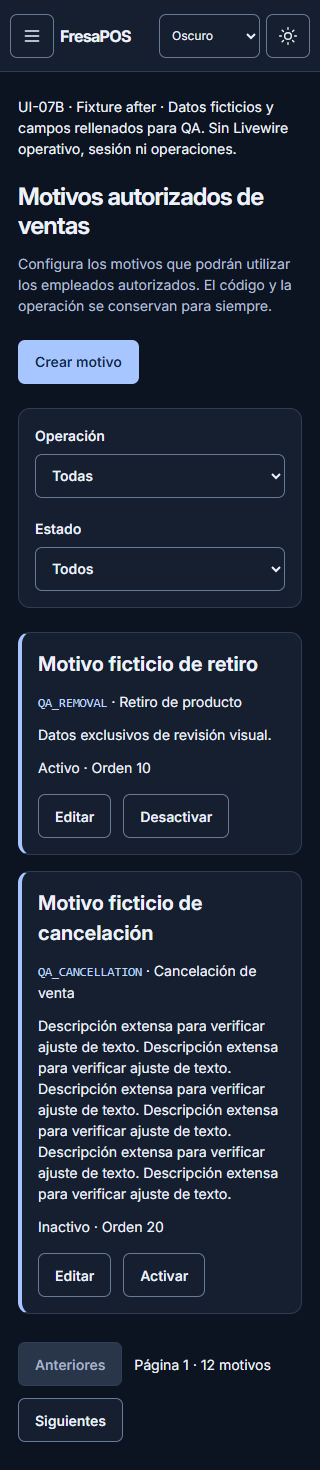 FresaPOS
Oscuro
UI-07B · Fixture after · Datos ficticios y
campos rellenados para QA. Sin Livewire
operativo, sesión ni operaciones.
Motivos autorizados de
ventas
Configura los motivos que podrán utilizar
los empleados autorizados. El código y la
operación se conservan para siempre.
Crear motivo
Operación
Todas
Estado
Todos
Motivo ficticio de retiro
QA_REMOVAL · Retiro de producto
Datos exclusivos de revisión visual.
Activo · Orden 10
Editar
Desactivar
Motivo ficticio de
cancelación
QA_CANCELLATION · Cancelación de
venta
Descripción extensa para verificar
ajuste de texto. Descripción extensa
para verificar ajuste de texto.
Descripción extensa para verificar
ajuste de texto. Descripción extensa
para verificar ajuste de texto.
Descripción extensa para verificar
ajuste de texto. Descripción extensa
para verificar ajuste de texto.
Inactivo · Orden 20
Editar
Activar
Anteriores
Página 1 · 12 motivos
Siguientes